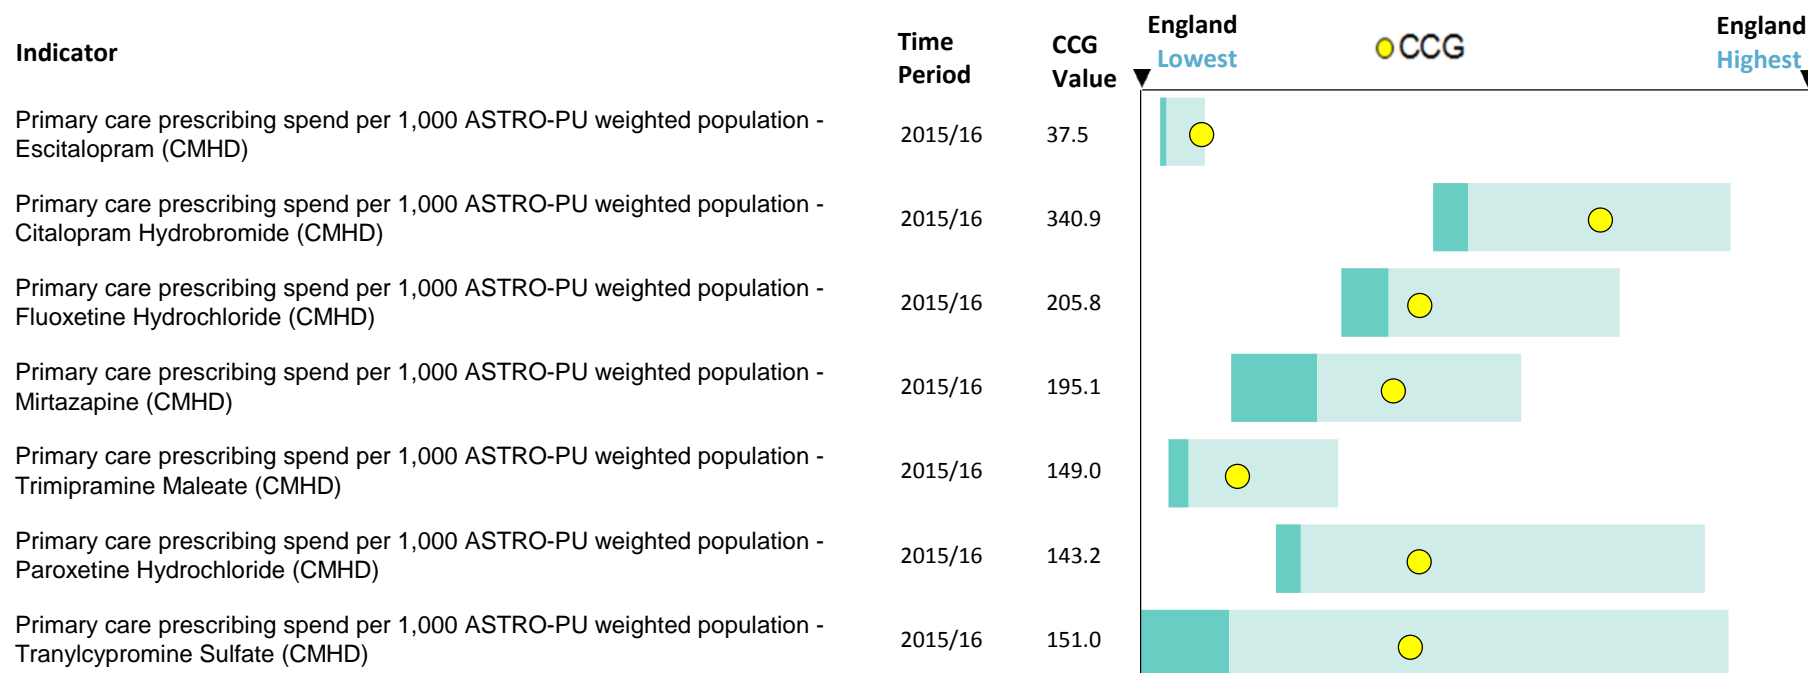 Indicator
Time
Period
CCG
Value
England
Lowest
CCG
England
Highest
Primary care prescribing spend per 1,000 ASTRO-PU weighted population -
Escitalopram (CMHD)
2015/16
37.5
Primary care prescribing spend per 1,000 ASTRO-PU weighted population -
Citalopram Hydrobromide (CMHD)
2015/16
340.9
Primary care prescribing spend per 1,000 ASTRO-PU weighted population -
Fluoxetine Hydrochloride (CMHD)
2015/16
205.8
Primary care prescribing spend per 1,000 ASTRO-PU weighted population -
Mirtazapine (CMHD)
2015/16
195.1
Primary care prescribing spend per 1,000 ASTRO-PU weighted population -
Trimipramine Maleate (CMHD)
2015/16
149.0
Primary care prescribing spend per 1,000 ASTRO-PU weighted population -
Paroxetine Hydrochloride (CMHD)
2015/16
143.2
Primary care prescribing spend per 1,000 ASTRO-PU weighted population -
Tranylcypromine Sulfate (CMHD)
2015/16
151.0